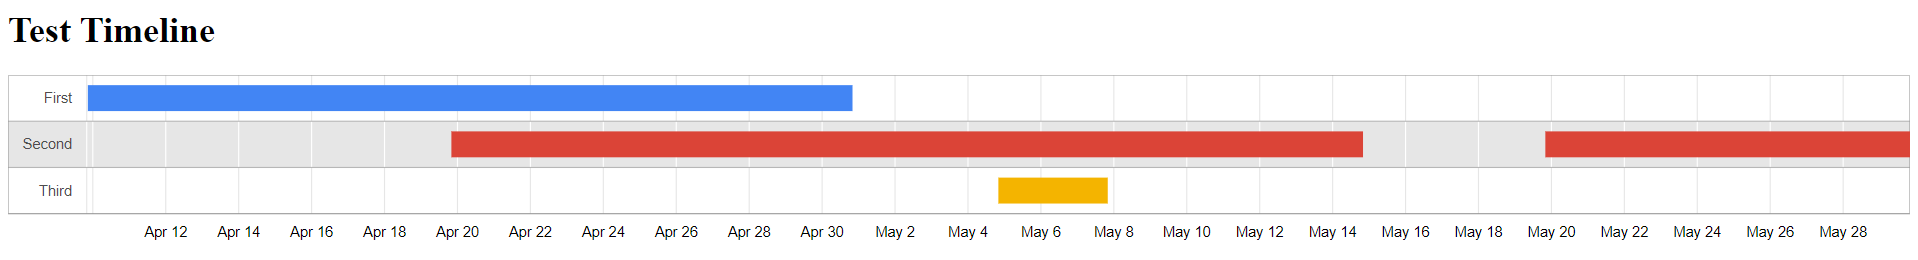 Test Timeline
First
Second
Third
Apr 12 Apr 14 Apr 16 Apr 18 Apr 20 Apr 22 Apr 24 Apr 26 Apr 28 Apr 30 May 2 May 4 May 6 May 8 May 10 May 12 May 14 May 16 May 18 May 20 May 22 May 24 May 26 May 28